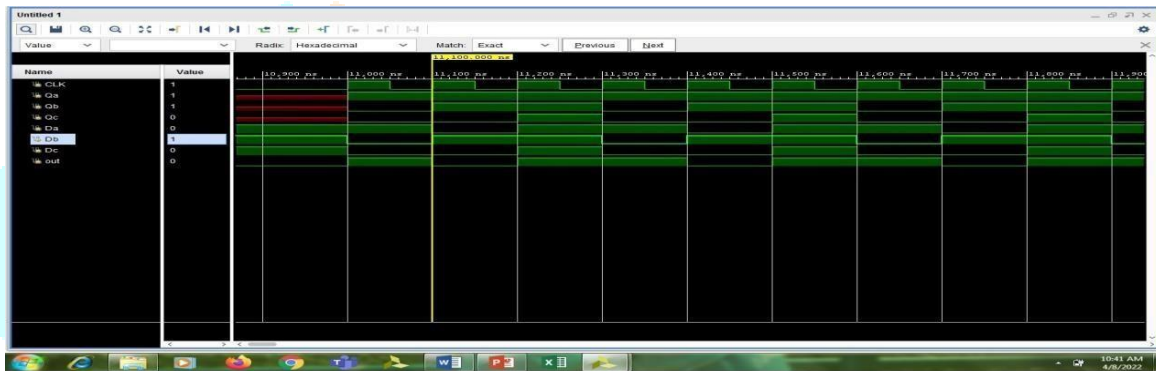 Untitled 1
Value Radix: Hexadecimal Match: Exact Previous Next
11,100.000 ns
Name Value 10,900 ns 11,000 ns 11,100 ns 11,200 ns 11,300 ns 11,400 ns 11,500 ns 11,600 ns 11,700 ns 11,800 ns 11,900
CLK 1
Qa 1
Qb 1
Qc 0
Da 0
Db 1
Dc 0
out 0
10:41 AM
4/8/2022